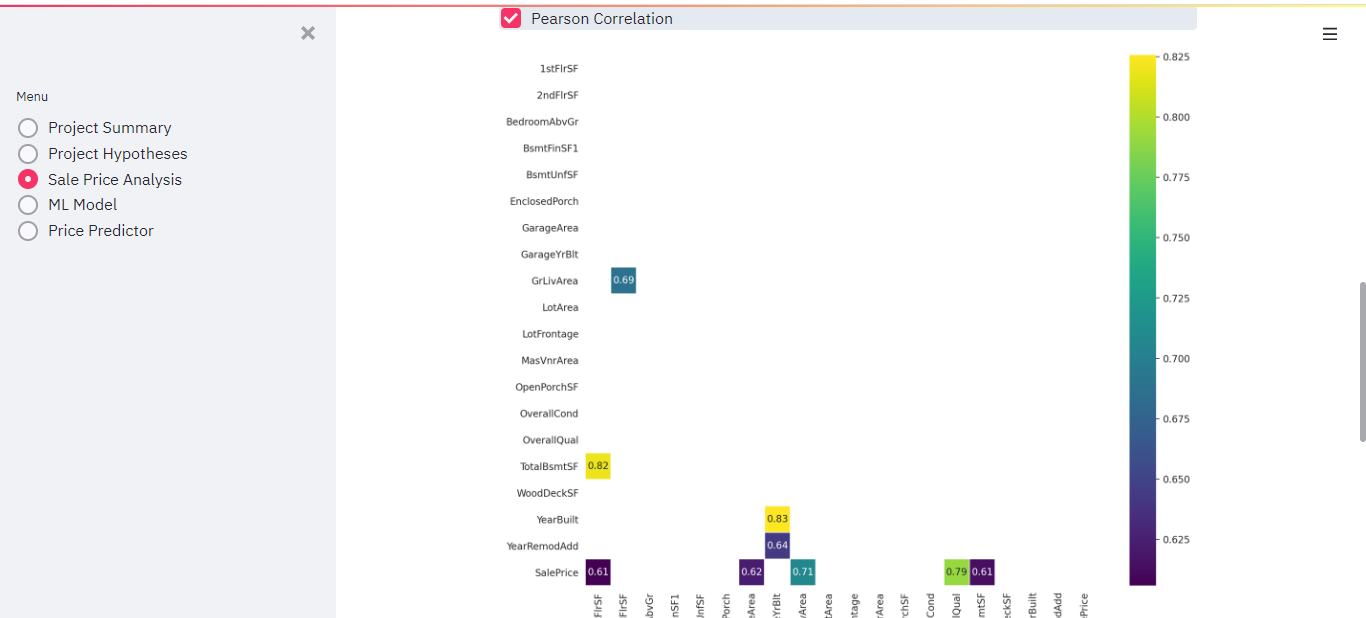 Pearson Correlation
Menu
Project Summary
Project Hypotheses
Sale Price Analysis
ML Model
Price Predictor
1stFlrSF
2ndFlrSF
BedroomAbvGr
BsmtFinSF1
BsmtUnfSF
EnclosedPorch
GarageArea
GarageYrBlt
GrLivArea 0.69
LotArea
LotFrontage
MasVnrArea
OpenPorchSF
OverallCond
OverallQual
TotalBsmtSF 0.82
WoodDeckSF
YearBuilt 0.83
YearRemodAdd 0.64
SalePrice 0.61 0.62 0.71 0.79 0.61
FlrSF
FlrSF
bvGr
nSF1
nfSF
Porch
eArea
eYrBlt
vArea
tArea
tage
rArea
rchSF
Cond
lQual
mtSF
ckSF
rBuilt
dAdd
Price
0.825
0.800
0.775
0.750
0.725
0.700
0.675
0.650
0.625